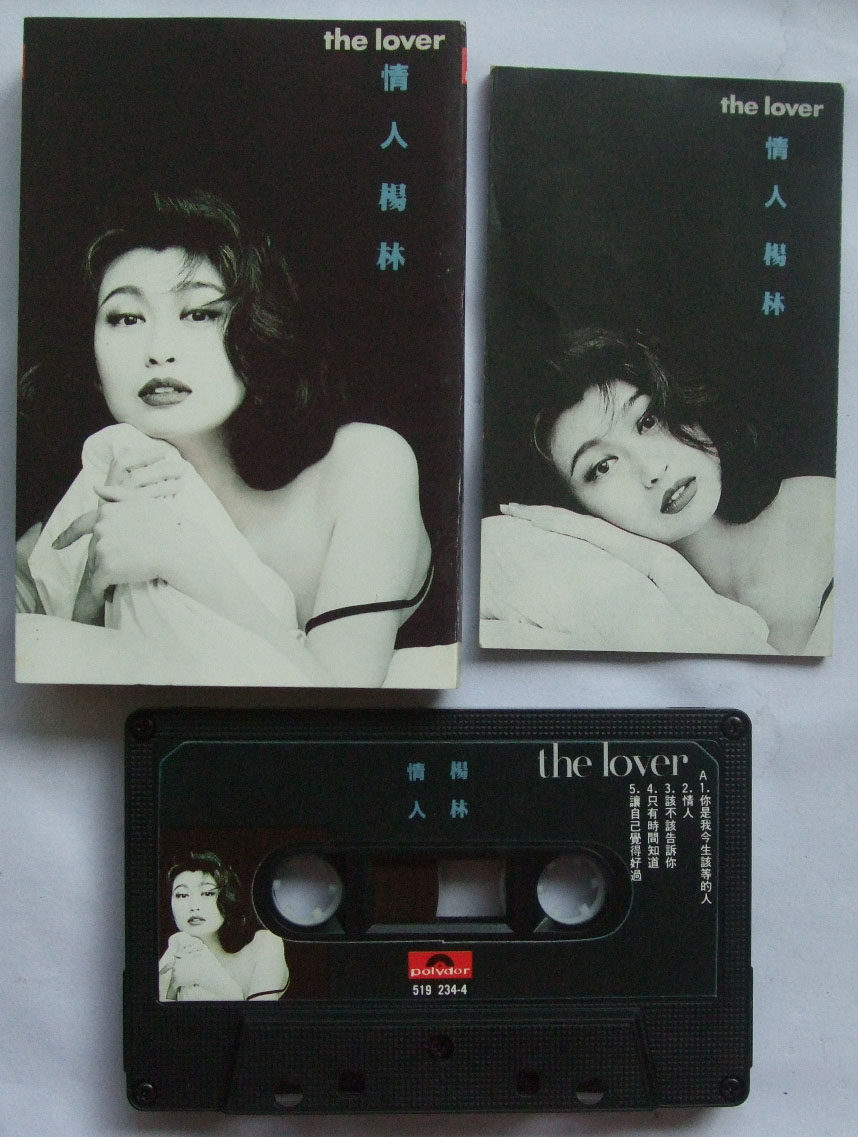 the lover
情人楊林
the lover
情人楊林
the lover
楊林
情人
A
1.你是我今生該等的人
2.情人
3.該不該告訴你
4.只有時間知道
5.讓自己覺得好過
polydor
519 234-4